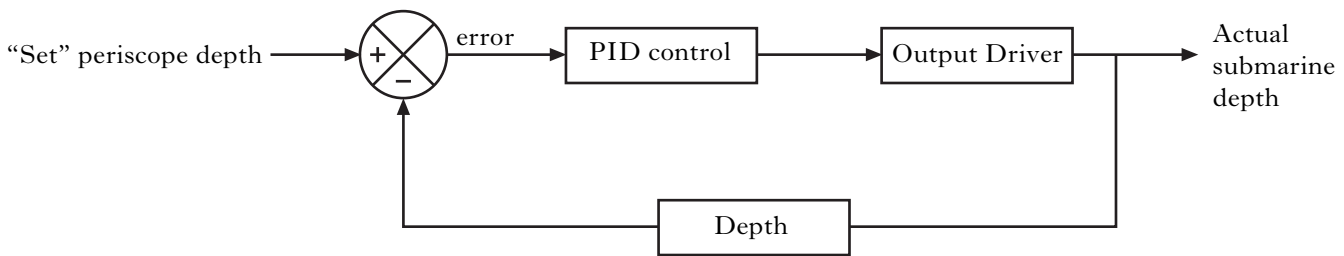 “Set” periscope depth
+
−
error
PID control
Output Driver
Actual
submarine
depth
Depth